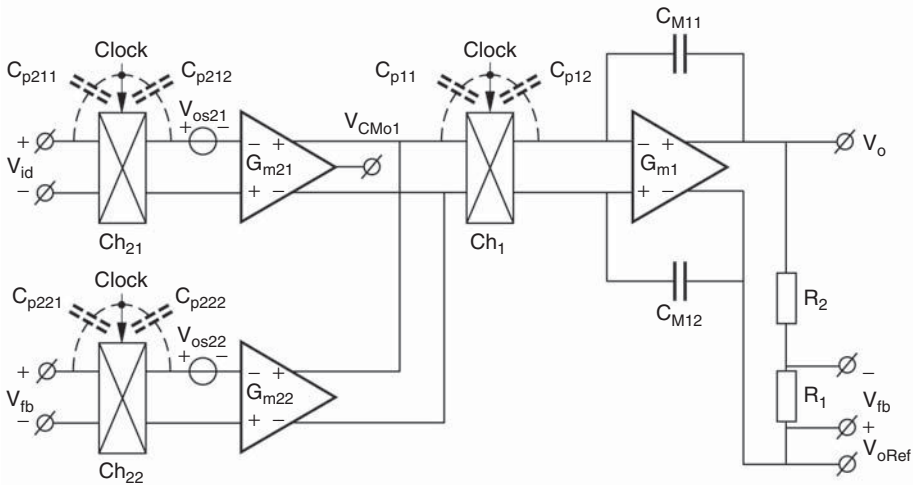 C_M11
Clock
Clock
C_p211
C_p212
C_p11
C_p12
V_os21
+ −
V_CMo1
+
V_id
−
− +
G_m21
+ −
− +
G_m1
+ −
V_o
Ch_21
Ch_1
Clock
C_p221
C_p222
C_M12
R_2
V_os22
+ −
+
V_fb
−
− +
G_m22
+ −
R_1
−
V_fb
+
V_oRef
Ch_22